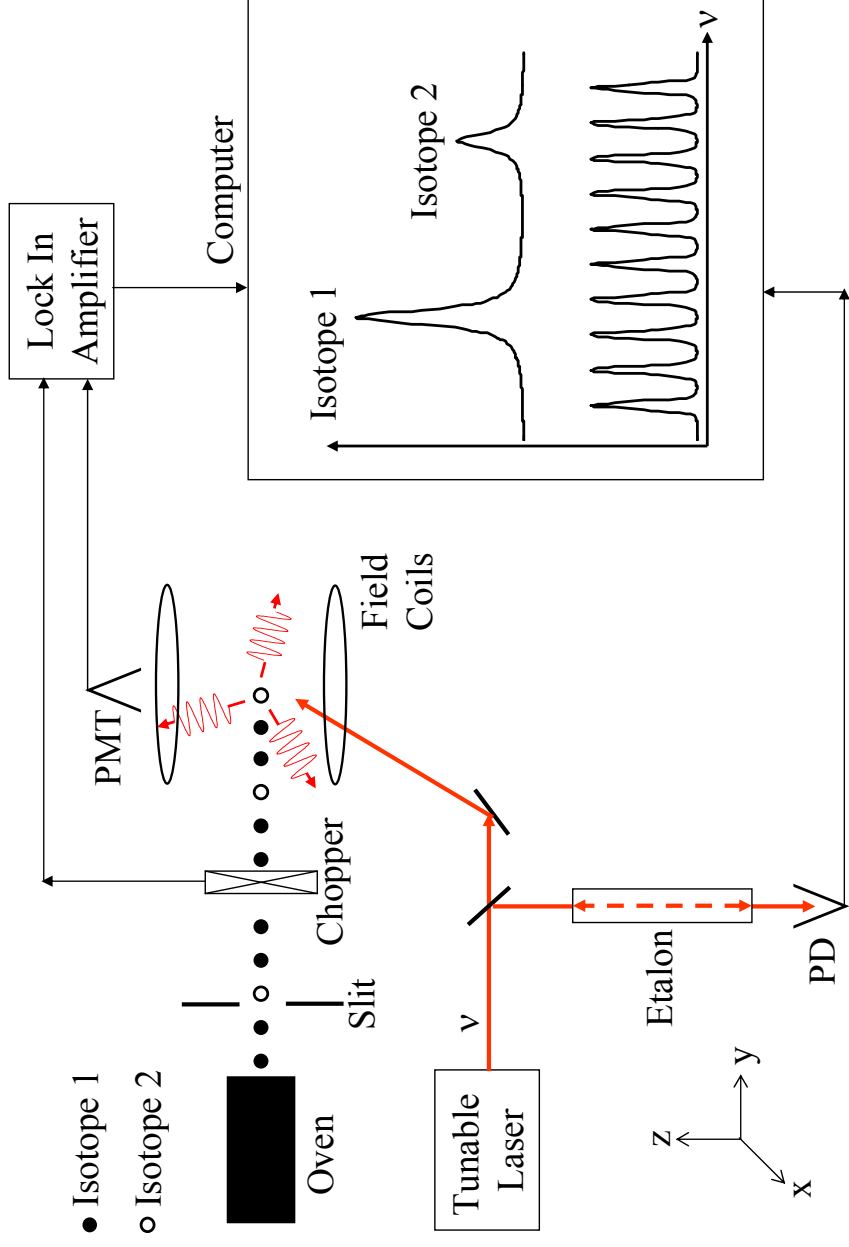 Isotope 1
Isotope 2
Oven
Slit
Chopper
PMT
Field
Coils
Lock In
Amplifier
Computer
Isotope 1
Isotope 2
ν
Tunable
Laser
ν
Etalon
PD
z
y
x